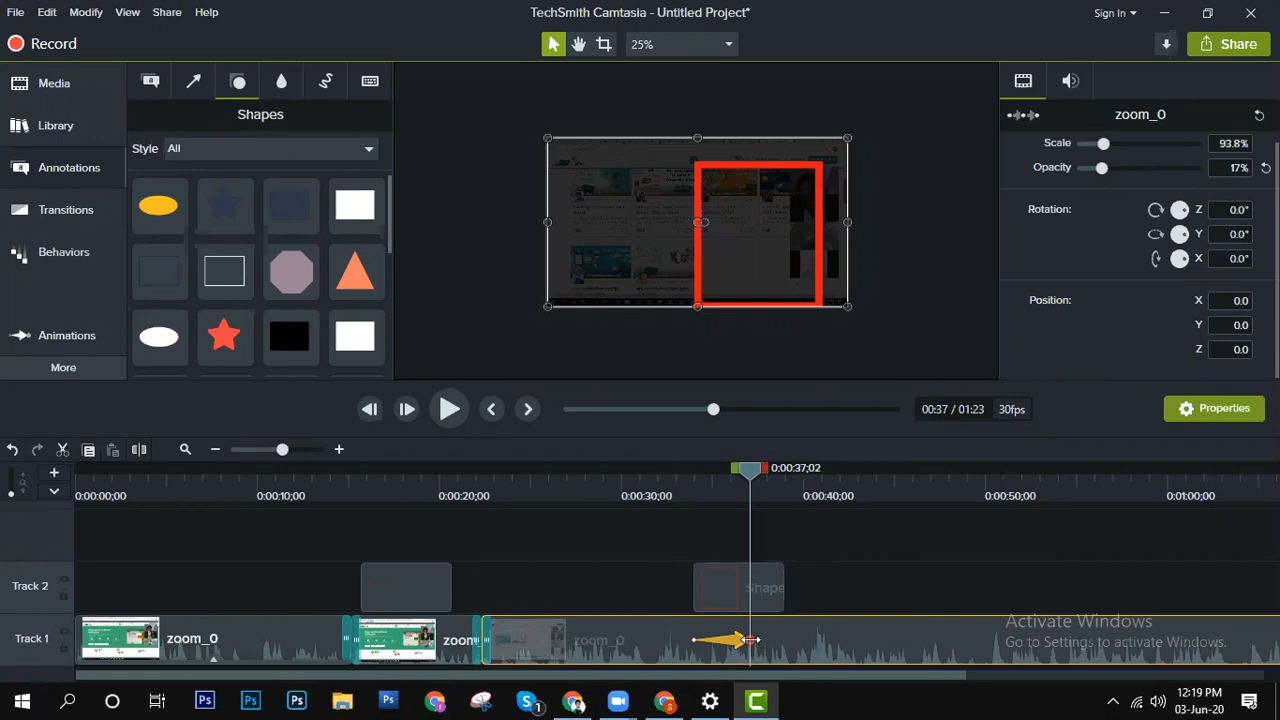 File Edit Modify View Share Help
TechSmith Camtasia - Untitled Project*
Sign In
Record
25%
Share
Media
Library
Annotations
Transitions
Behaviors
Animations
More
Shapes
Style All
zoom_0
Scale 93.8%
Opacity 17%
Rotation: Z 0.0°
Y 0.0°
X 0.0°
Position: X 0.0
Y 0.0
Z 0.0
00:37 / 01:23 30fps
Properties
0:00:37;02
0:00:00;00 0:00:10;00 0:00:20;00 0:00:30;00 0:00:40;00 0:00:50;00 0:01:00;00
Track 2
Shape
Track 1
zoom_0
zoom
zoom_0
Activate Windows
Go to Settings to activate Windows.
Ps Ps Ps Ps S 1 S C
12:19 PM
03-Jun-20